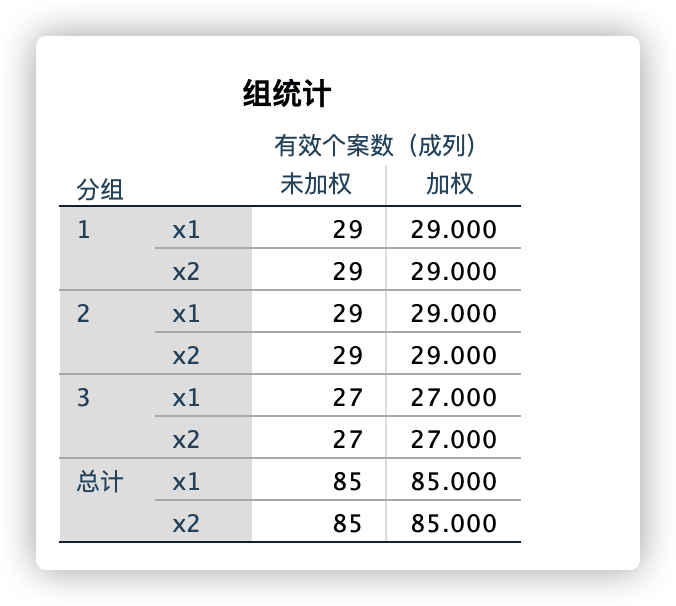 组统计
有效个案数（成列）
分组 未加权 加权
1 x1 29 29.000
x2 29 29.000
2 x1 29 29.000
x2 29 29.000
3 x1 27 27.000
x2 27 27.000
总计 x1 85 85.000
x2 85 85.000